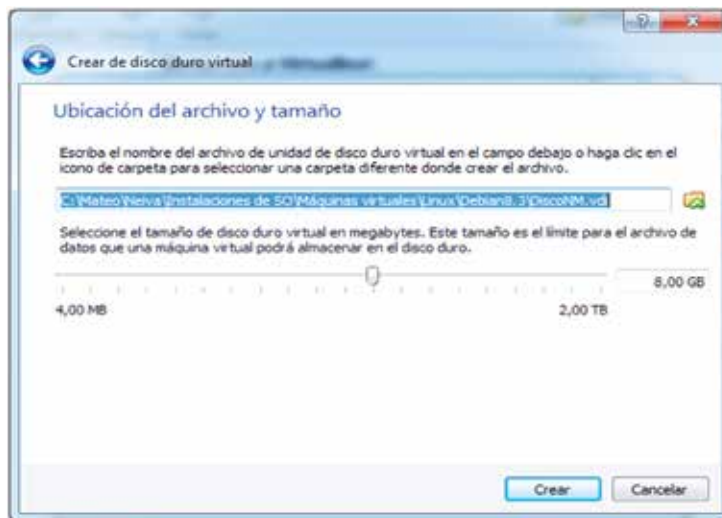 Crear de disco duro virtual
Ubicación del archivo y tamaño
Escriba el nombre del archivo de unidad de disco duro virtual en el campo debajo o haga clic en el
icono de carpeta para seleccionar una carpeta diferente donde crear el archivo.
C:\Mateo\Neiva\Instalaciones de SO\Máquinas virtuales\Linux\Debian8.3\DiscoNM.vdi
Seleccione el tamaño de disco duro virtual en megabytes. Este tamaño es el límite para el archivo de
datos que una máquina virtual podrá almacenar en el disco duro.
8,00 GB
4,00 MB
2,00 TB
Crear
Cancelar